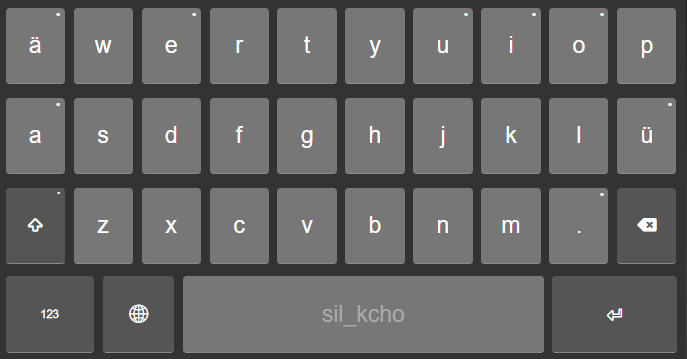 ä w e r t y u i o p
a s d f g h j k l ü
z x c v b n m .
123 sil_kcho